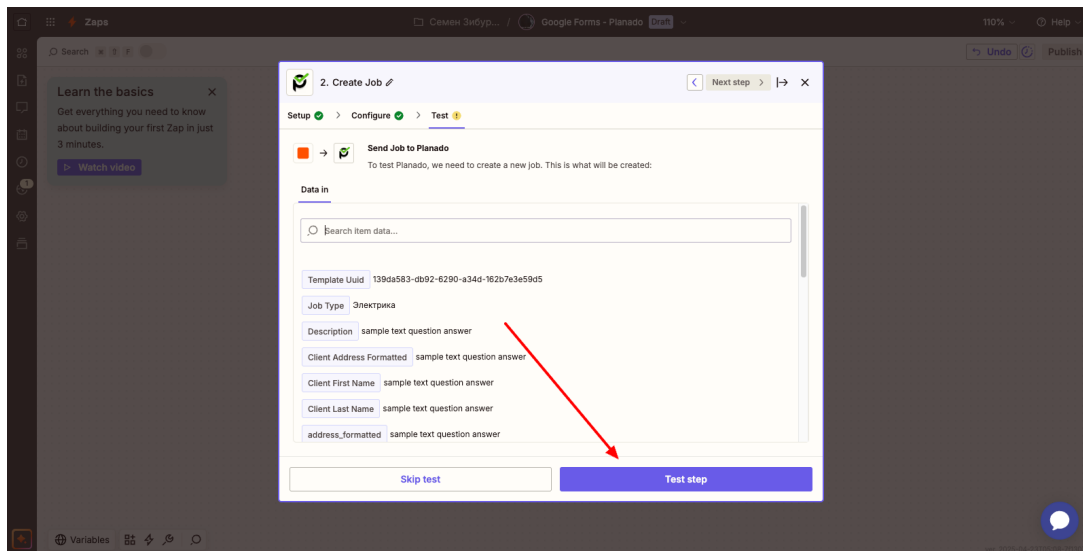 Zaps
Семен Зибур... / Google Forms - Planado Draft
110%
Help
Search
Undo
Publish
2. Create Job
Next step
Learn the basics
Get everything you need to know
about building your first Zap in just
3 minutes.
Watch video
Setup > Configure > Test
Send Job to Planado
To test Planado, we need to create a new job. This is what will be created:
Data in
Search item data...
Template Uuid 139da583-db92-6290-a34d-162b7e3e59d5
Job Type Электрика
Description sample text question answer
Client Address Formatted sample text question answer
Client First Name sample text question answer
Client Last Name sample text question answer
address_formatted sample text question answer
Skip test
Test step
1
Variables